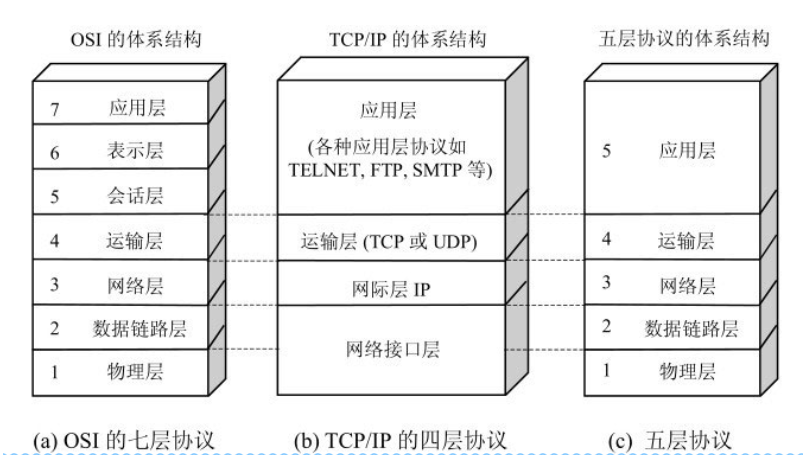 OSI 的体系结构
7 应用层
6 表示层
5 会话层
4 运输层
3 网络层
2 数据链路层
1 物理层
(a) OSI 的七层协议
TCP/IP 的体系结构
应用层
(各种应用层协议如
TELNET, FTP, SMTP 等)
运输层 (TCP 或 UDP)
网际层 IP
网络接口层
(b) TCP/IP 的四层协议
五层协议的体系结构
5 应用层
4 运输层
3 网络层
2 数据链路层
1 物理层
(c) 五层协议